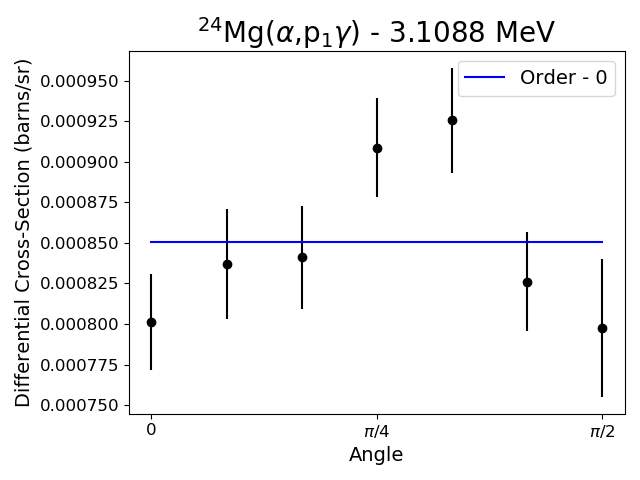 ²⁴Mg(α,p₁γ) - 3.1088 MeV
Order - 0
Differential Cross-Section (barns/sr)
0.000950
0.000925
0.000900
0.000875
0.000850
0.000825
0.000800
0.000775
0.000750
0
π/4
π/2
Angle